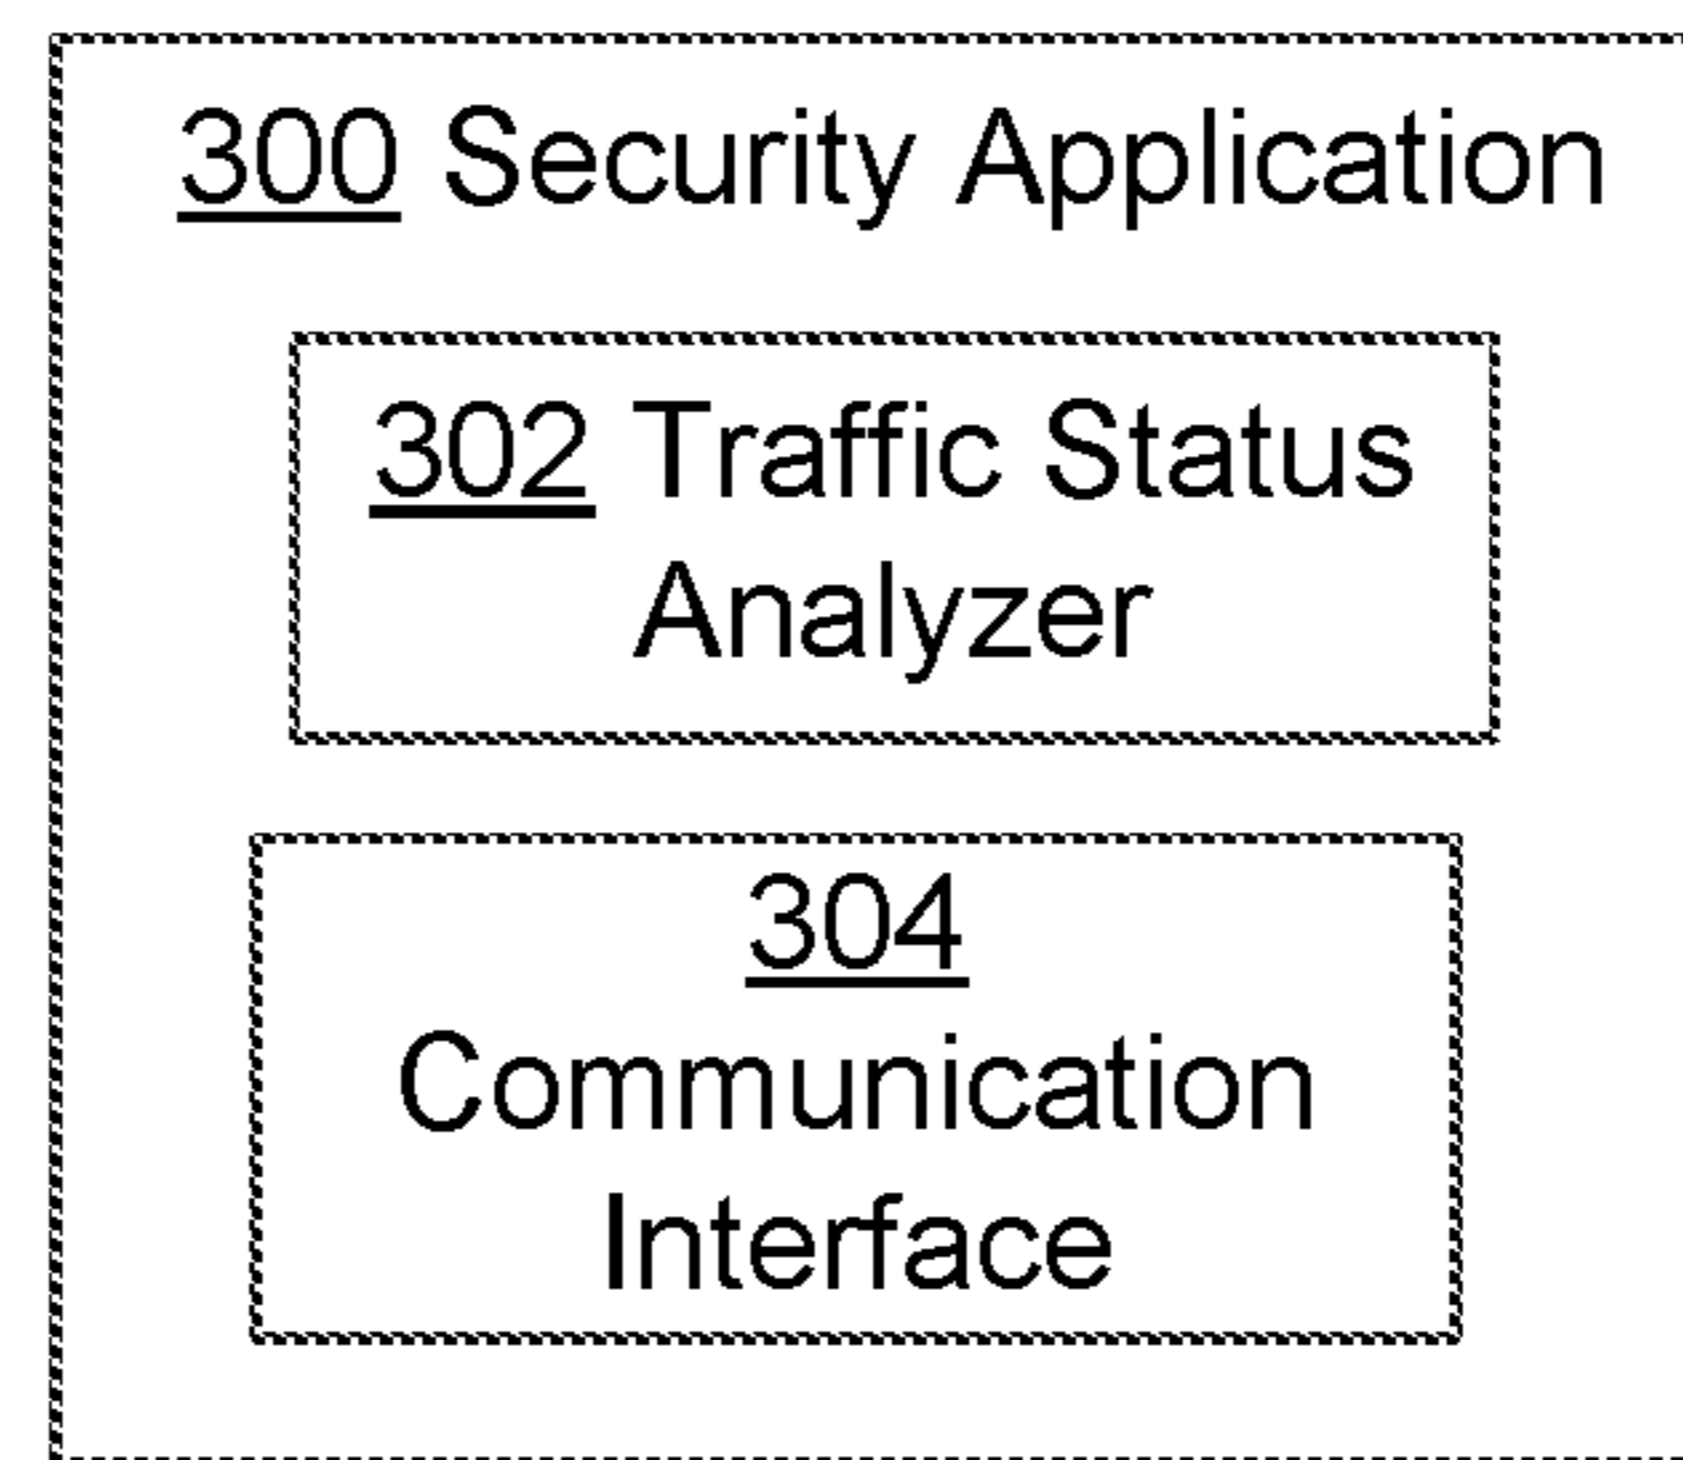 300 Security Application
302 Traffic Status
Analyzer
304
Communication
Interface